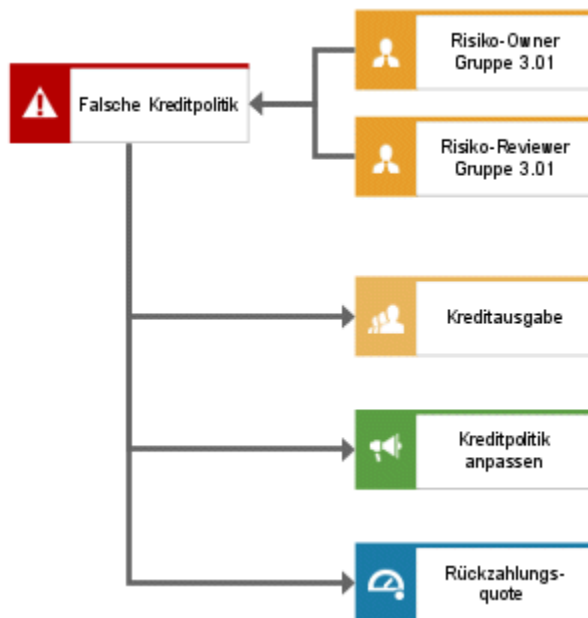 Risiko-Owner
Gruppe 3.01
Falsche Kreditpolitik
Risiko-Reviewer
Gruppe 3.01
Kreditausgabe
Kreditpolitik
anpassen
Rückzahlungs-
quote